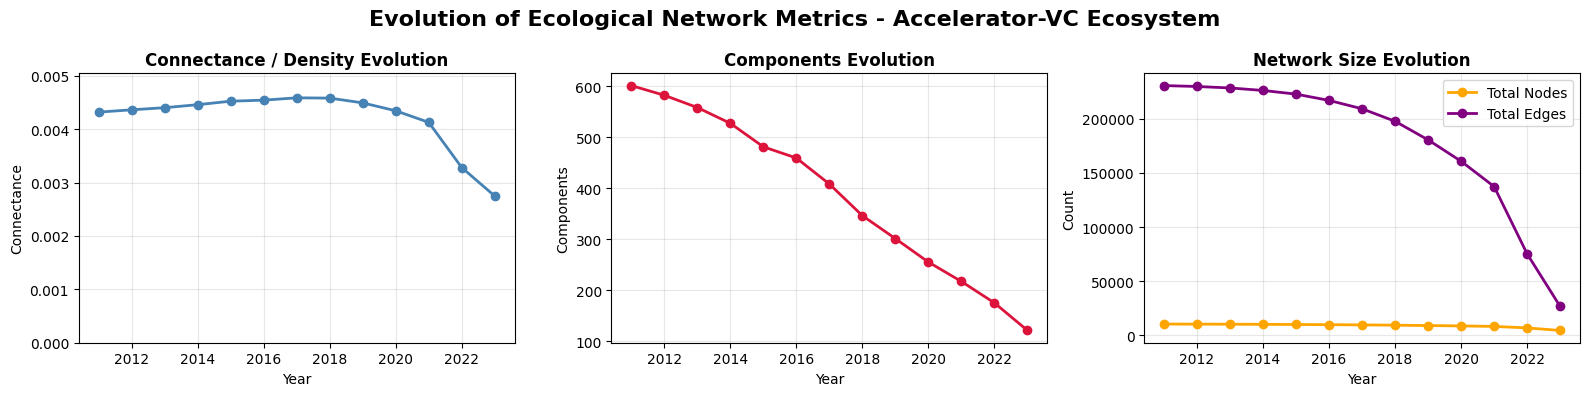 Evolution of Ecological Network Metrics - Accelerator-VC Ecosystem
Connectance / Density Evolution
Connectance
0.005
0.004
0.003
0.002
0.001
0.000
2012 2014 2016 2018 2020 2022
Year
Components Evolution
Components
600
500
400
300
200
100
2012 2014 2016 2018 2020 2022
Year
Network Size Evolution
Total Nodes
Total Edges
Count
200000
150000
100000
50000
0
2012 2014 2016 2018 2020 2022
Year